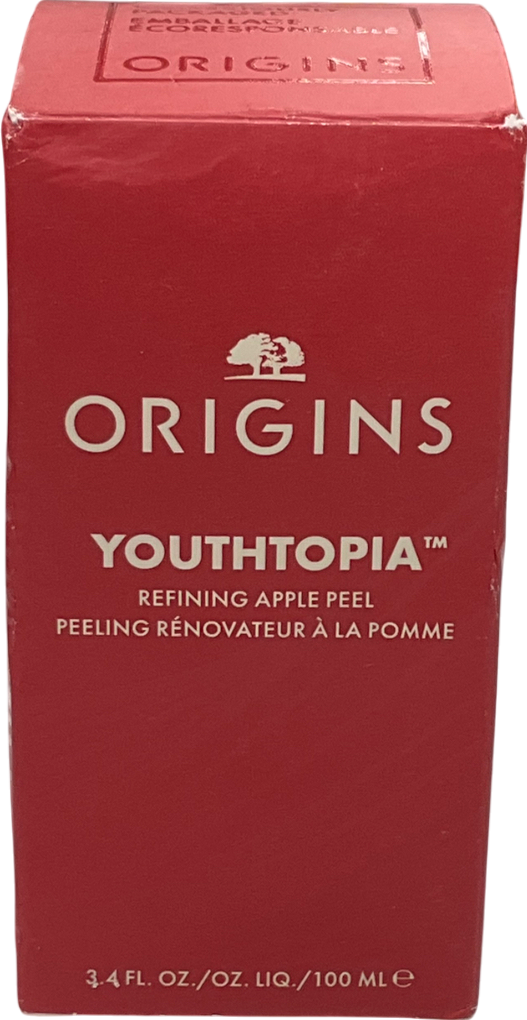 EMBALLAGE
ÉCORESPONSABLE
ORIGINS
ORIGINS
YOUTHTOPIA™
REFINING APPLE PEEL
PEELING RÉNOVATEUR À LA POMME
3.4 FL. OZ./OZ. LIQ./100 ML ℮